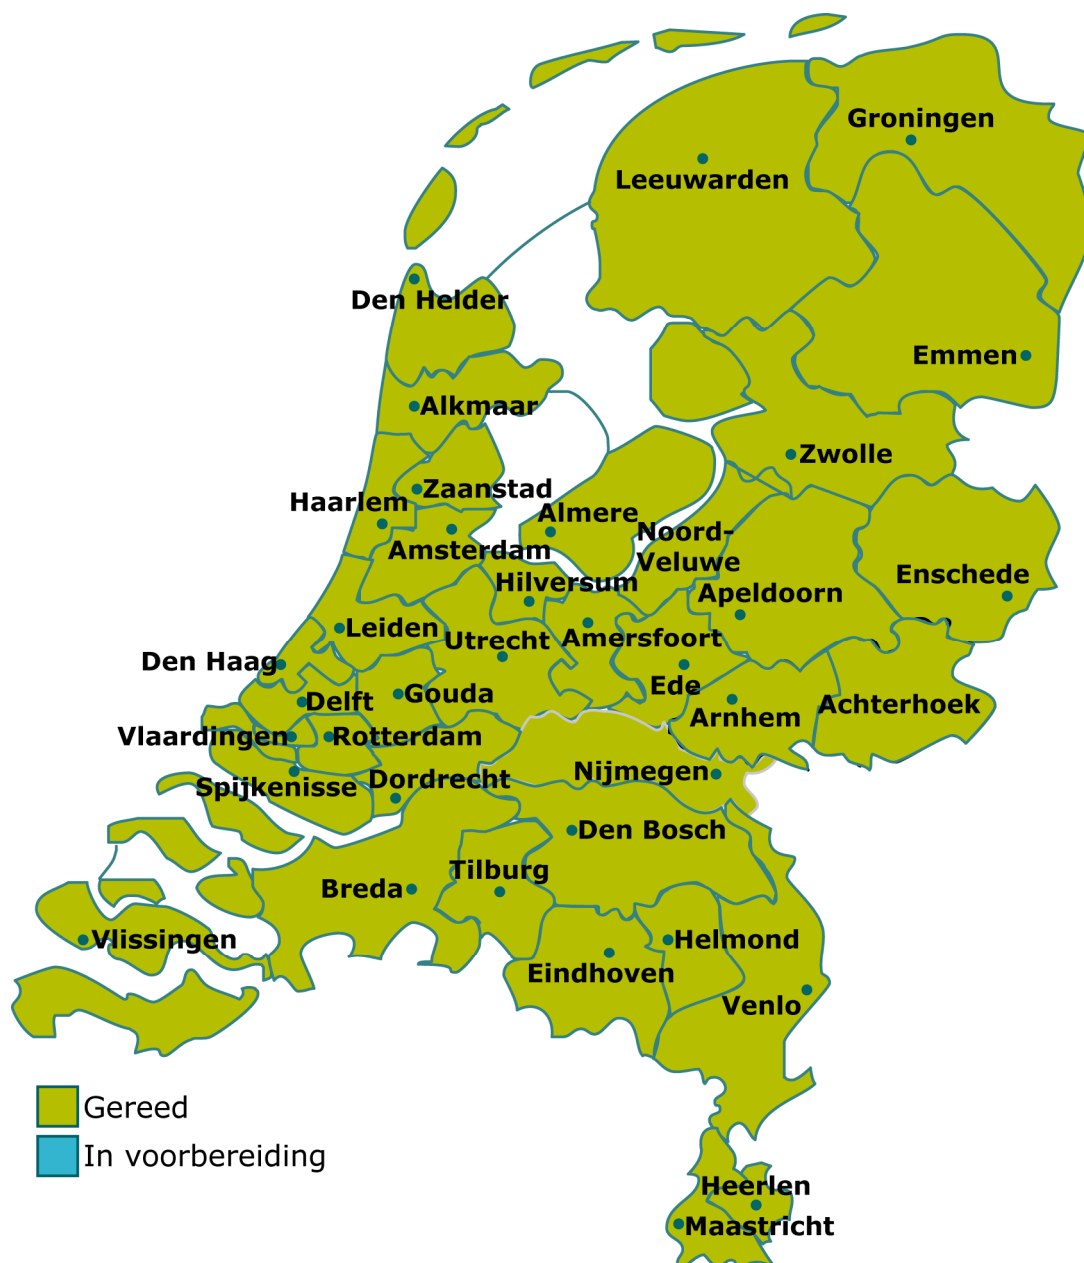 Groningen
Leeuwarden
Den Helder
Emmen
Alkmaar
Zwolle
Zaanstad
Haarlem
Almere
Noord-
Veluwe
Amsterdam
Enschede
Hilversum
Apeldoorn
Leiden
Utrecht
Amersfoort
Den Haag
Ede
Delft
Gouda
Achterhoek
Arnhem
Vlaardingen
Rotterdam
Nijmegen
Dordrecht
Spijkenisse
Den Bosch
Tilburg
Breda
Vlissingen
Helmond
Eindhoven
Venlo
Gereed
In voorbereiding
Heerlen
Maastricht